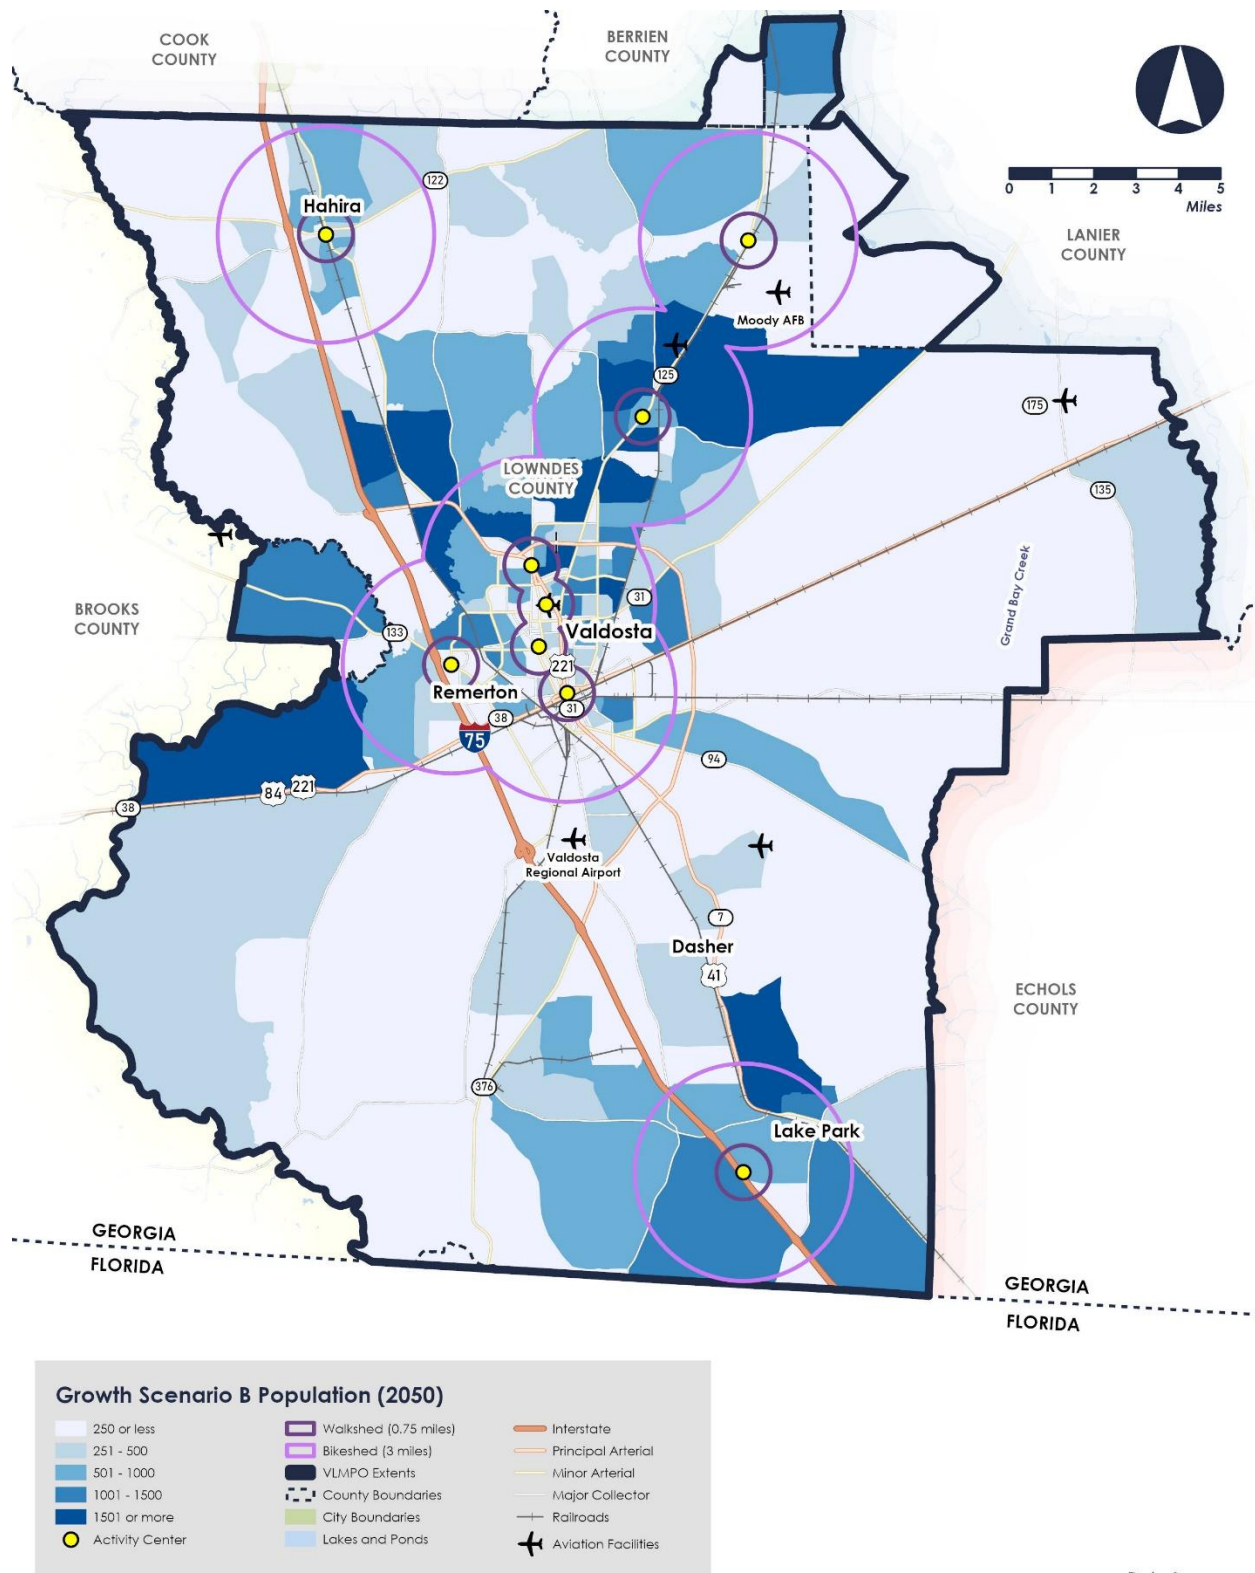 COOK
COUNTY
BERRIEN
COUNTY
122
Hahira
0 1 2 3 4 5
Miles
LANIER
COUNTY
Moody AFB
125
175
LOWNDES
COUNTY
135
Grand Bay Creek
BROOKS
COUNTY
133
31
Valdosta
221
Remerton
38
31
75
94
84
221
38
Valdosta
Regional Airport
7
Dasher
41
ECHOLS
COUNTY
376
Lake Park
GEORGIA
FLORIDA
GEORGIA
FLORIDA
Growth Scenario B Population (2050)
250 or less
251 - 500
501 - 1000
1001 - 1500
1501 or more
Activity Center
Walkshed (0.75 miles)
Bikeshed (3 miles)
VLMPO Extents
County Boundaries
City Boundaries
Lakes and Ponds
Interstate
Principal Arterial
Minor Arterial
Major Collector
Railroads
Aviation Facilities